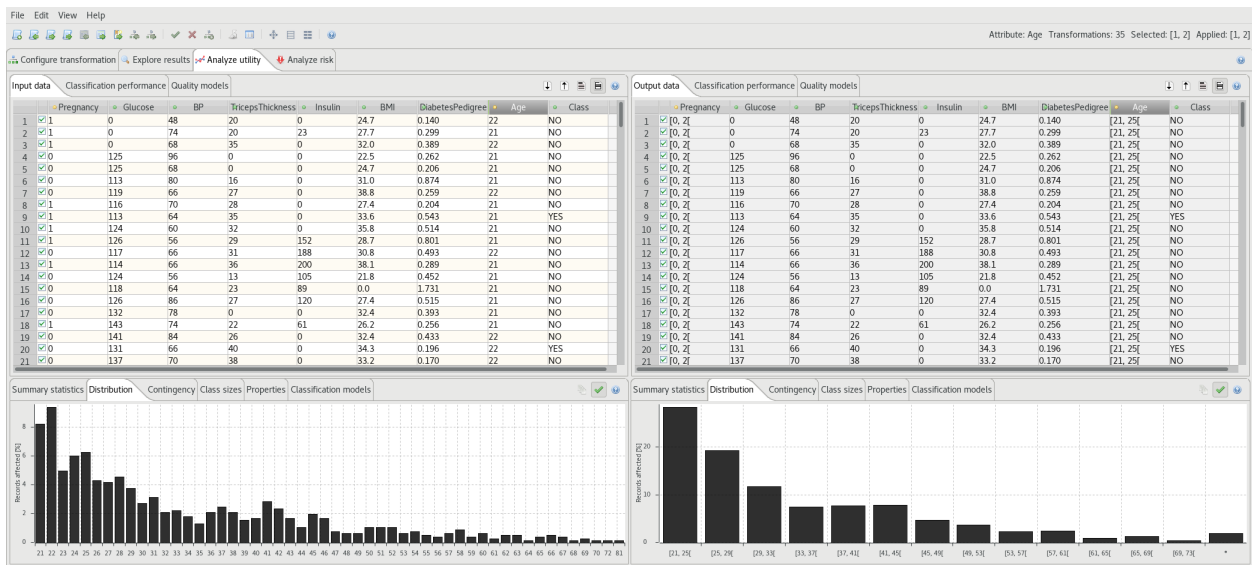 File Edit View Help
Attribute: Age Transformations: 35 Selected: [1, 2] Applied: [1, 2]
Configure transformation Explore results Analyze utility Analyze risk
Input data Classification performance Quality models
Pregnancy Glucose BP TricepsThickness Insulin BMI DiabetesPedigree Age Class
1 1 0 48 20 0 24.7 0.140 22 NO
2 1 0 74 20 23 27.7 0.299 21 NO
3 1 0 68 35 0 32.0 0.389 22 NO
4 0 125 96 0 0 22.5 0.262 21 NO
5 0 125 68 0 0 24.7 0.206 21 NO
6 0 113 80 16 0 31.0 0.874 21 NO
7 0 119 66 27 0 38.8 0.259 22 NO
8 1 116 70 28 0 27.4 0.204 21 NO
9 1 113 64 35 0 33.6 0.543 21 YES
10 1 124 60 32 0 35.8 0.514 21 NO
11 1 126 56 29 152 28.7 0.801 21 NO
12 0 117 66 31 188 30.8 0.493 22 NO
13 1 114 66 36 200 38.1 0.289 21 NO
14 0 124 56 13 105 21.8 0.452 21 NO
15 0 118 64 23 89 0.0 1.731 21 NO
16 0 126 86 27 120 27.4 0.515 21 NO
17 0 132 78 0 0 32.4 0.393 21 NO
18 1 143 74 22 61 26.2 0.256 21 NO
19 0 141 84 26 0 32.4 0.433 22 NO
20 0 131 66 40 0 34.3 0.196 22 YES
21 0 137 70 38 0 33.2 0.170 22 NO
Output data Classification performance Quality models
Pregnancy Glucose BP TricepsThickness Insulin BMI DiabetesPedigree Age Class
1 [0, 2[ 0 48 20 0 24.7 0.140 [21, 25[ NO
2 [0, 2[ 0 74 20 23 27.7 0.299 [21, 25[ NO
3 [0, 2[ 0 68 35 0 32.0 0.389 [21, 25[ NO
4 [0, 2[ 125 96 0 0 22.5 0.262 [21, 25[ NO
5 [0, 2[ 125 68 0 0 24.7 0.206 [21, 25[ NO
6 [0, 2[ 113 80 16 0 31.0 0.874 [21, 25[ NO
7 [0, 2[ 119 66 27 0 38.8 0.259 [21, 25[ NO
8 [0, 2[ 116 70 28 0 27.4 0.204 [21, 25[ NO
9 [0, 2[ 113 64 35 0 33.6 0.543 [21, 25[ YES
10 [0, 2[ 124 60 32 0 35.8 0.514 [21, 25[ NO
11 [0, 2[ 126 56 29 152 28.7 0.801 [21, 25[ NO
12 [0, 2[ 117 66 31 188 30.8 0.493 [21, 25[ NO
13 [0, 2[ 114 66 36 200 38.1 0.289 [21, 25[ NO
14 [0, 2[ 124 56 13 105 21.8 0.452 [21, 25[ NO
15 [0, 2[ 118 64 23 89 0.0 1.731 [21, 25[ NO
16 [0, 2[ 126 86 27 120 27.4 0.515 [21, 25[ NO
17 [0, 2[ 132 78 0 0 32.4 0.393 [21, 25[ NO
18 [0, 2[ 143 74 22 61 26.2 0.256 [21, 25[ NO
19 [0, 2[ 141 84 26 0 32.4 0.433 [21, 25[ NO
20 [0, 2[ 131 66 40 0 34.3 0.196 [21, 25[ YES
21 [0, 2[ 137 70 38 0 33.2 0.170 [21, 25[ NO
Summary statistics Distribution Contingency Class sizes Properties Classification models
Records affected [%]
8
6
4
2
0
21 22 23 24 25 26 27 28 29 30 31 32 33 34 35 36 37 38 39 40 41 42 43 44 45 46 47 48 49 50 51 52 53 54 55 56 57 58 59 60 61 62 63 64 65 66 67 68 69 70 72 81
Summary statistics Distribution Contingency Class sizes Properties Classification models
Records affected [%]
20
10
0
[21, 25[ [25, 29[ [29, 33[ [33, 37[ [37, 41[ [41, 45[ [45, 49[ [49, 53[ [53, 57[ [57, 61[ [61, 65[ [65, 69[ [69, 73[ *